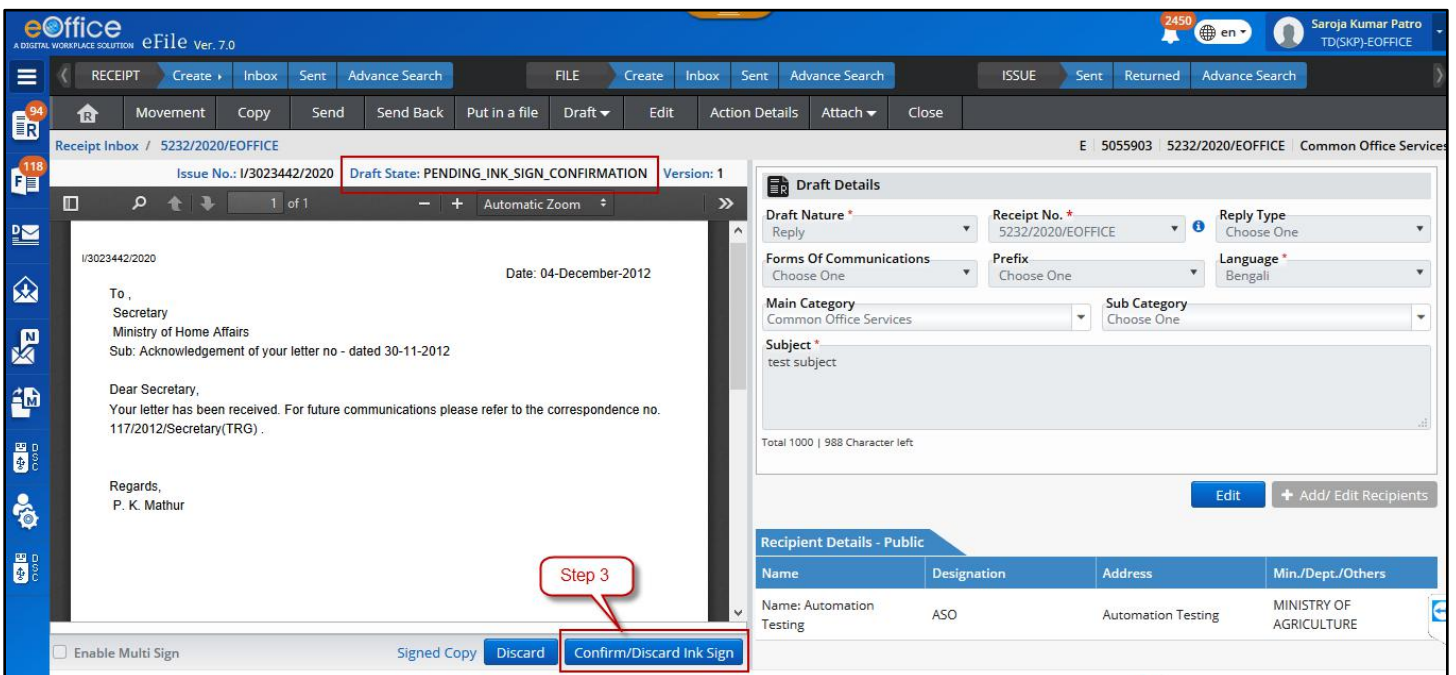 eOffice
A DIGITAL WORKPLACE SOLUTION eFile Ver. 7.0
2450
en
Saroja Kumar Patro
TD(SKP)-EOFFICE
RECEIPT Create Inbox Sent Advance Search FILE Create Inbox Sent Advance Search ISSUE Sent Returned Advance Search
94
R
Movement Copy Send Send Back Put in a file Draft Edit Action Details Attach Close
Receipt Inbox / 5232/2020/EOFFICE
E 5055903 5232/2020/EOFFICE Common Office Services
118
F
Issue No.: I/3023442/2020 Draft State: PENDING_INK_SIGN_CONFIRMATION Version: 1
1 of 1 Automatic Zoom
I/3023442/2020
Date: 04-December-2012
To ,
Secretary
Ministry of Home Affairs
Sub: Acknowledgement of your letter no - dated 30-11-2012
Dear Secretary,
Your letter has been received. For future communications please refer to the correspondence no.
117/2012/Secretary(TRG) .
Regards,
P. K. Mathur
Step 3
Enable Multi Sign Signed Copy Discard Confirm/Discard Ink Sign
D
N
M
DSC
DSC
Draft Details
Draft Nature * Receipt No. * Reply Type
Reply 5232/2020/EOFFICE Choose One
Forms Of Communications Prefix Language *
Choose One Choose One Bengali
Main Category Sub Category
Common Office Services Choose One
Subject *
test subject
Total 1000 | 988 Character left
Edit + Add/ Edit Recipients
Recipient Details - Public
Name Designation Address Min./Dept./Others
Name: Automation Testing ASO Automation Testing MINISTRY OF AGRICULTURE